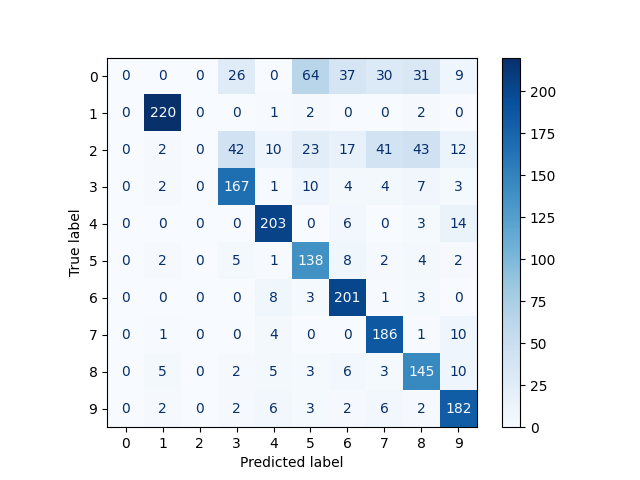 0 0 0 0 26 0 64 37 30 31 9
1 0 220 0 0 1 2 0 0 2 0
2 0 2 0 42 10 23 17 41 43 12
3 0 2 0 167 1 10 4 4 7 3
4 0 0 0 0 203 0 6 0 3 14
5 0 2 0 5 1 138 8 2 4 2
6 0 0 0 0 8 3 201 1 3 0
7 0 1 0 0 4 0 0 186 1 10
8 0 5 0 2 5 3 6 3 145 10
9 0 2 0 2 6 3 2 6 2 182
0 1 2 3 4 5 6 7 8 9
Predicted label
True label
200
175
150
125
100
75
50
25
0